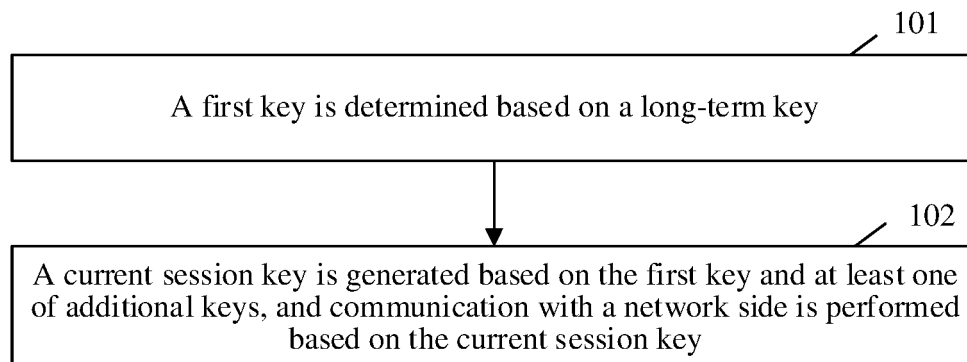 101
A first key is determined based on a long-term key
102
A current session key is generated based on the first key and at least one
of additional keys, and communication with a network side is performed
based on the current session key